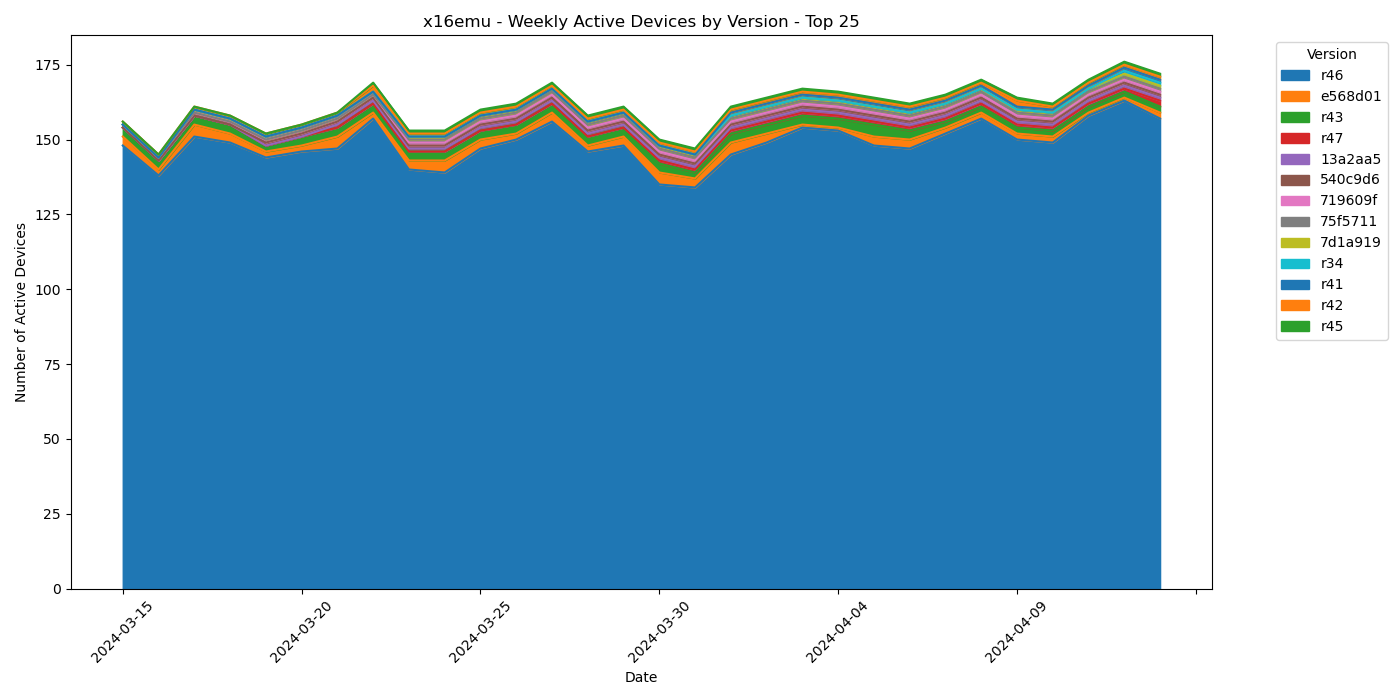 x16emu - Weekly Active Devices by Version - Top 25
Number of Active Devices
175
150
125
100
75
50
25
0
2024-03-15
2024-03-20
2024-03-25
2024-03-30
2024-04-04
2024-04-09
Date
Version
r46
e568d01
r43
r47
13a2aa5
540c9d6
719609f
75f5711
7d1a919
r34
r41
r42
r45